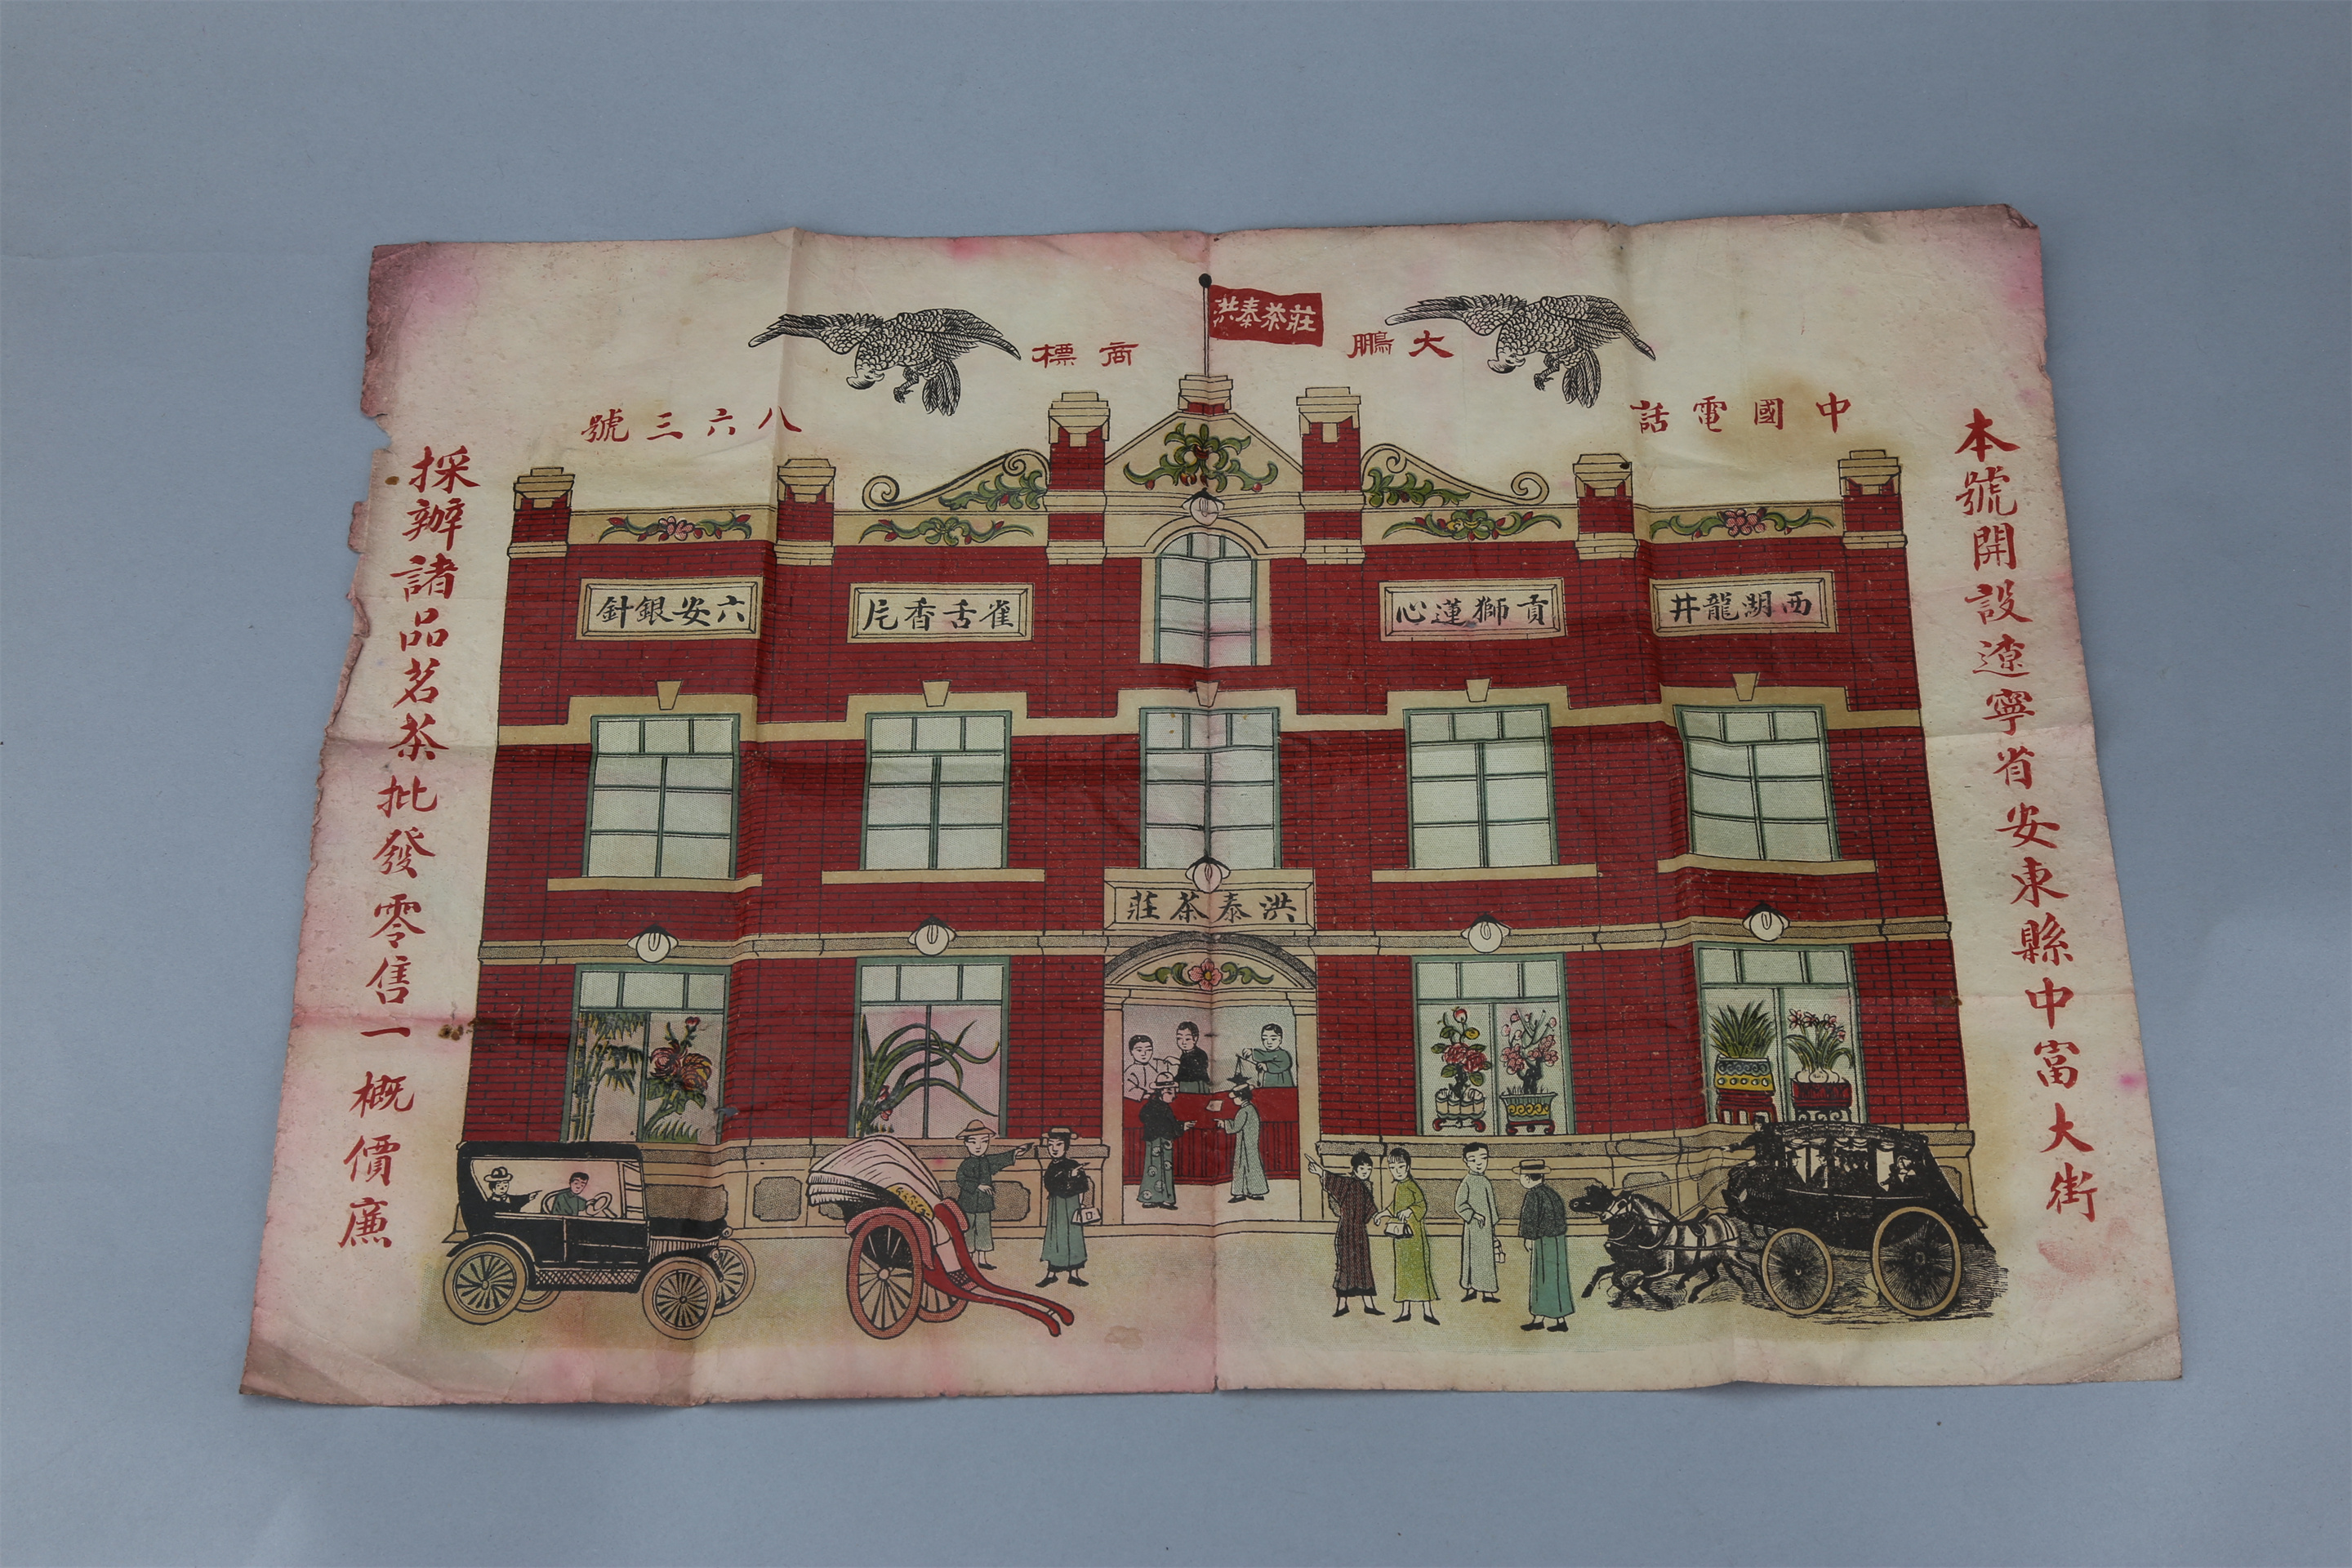 洪泰茶莊
大鵬
商標
中國電話
八六三號
本號開設遼寧省安東縣中富大街
西湖龍井
貢獅蓮心
雀舌香片
六安銀針
洪泰茶莊
採辦諸品茗茶批發零售一概價廉